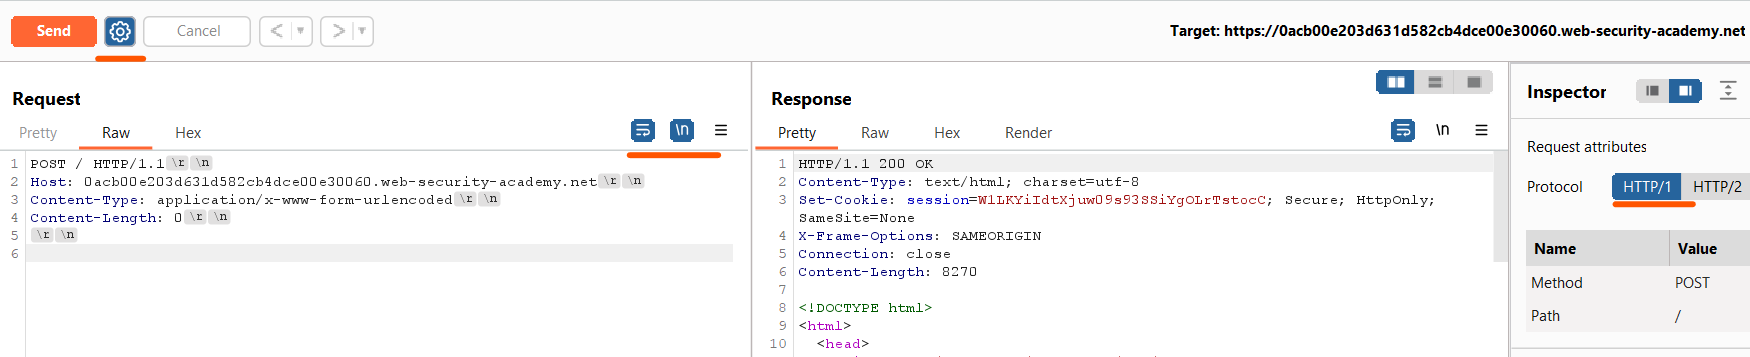 Send
Cancel
Target: https://0acb00e203d631d582cb4dce00e30060.web-security-academy.net
Request
Pretty Raw Hex
\n
1 POST / HTTP/1.1\r\n
2 Host: 0acb00e203d631d582cb4dce00e30060.web-security-academy.net\r\n
3 Content-Type: application/x-www-form-urlencoded\r\n
4 Content-Length: 0\r\n
5 \r\n
6
Response
Pretty Raw Hex Render
\n
1 HTTP/1.1 200 OK
2 Content-Type: text/html; charset=utf-8
3 Set-Cookie: session=W1LKYiIdtXjuw09s93SSiYgOLrTstocC; Secure; HttpOnly;
SameSite=None
4 X-Frame-Options: SAMEORIGIN
5 Connection: close
6 Content-Length: 8270
7
8 <!DOCTYPE html>
9 <html>
10 <head>
Inspector
Request attributes
Protocol HTTP/1 HTTP/2
Name Value
Method POST
Path /